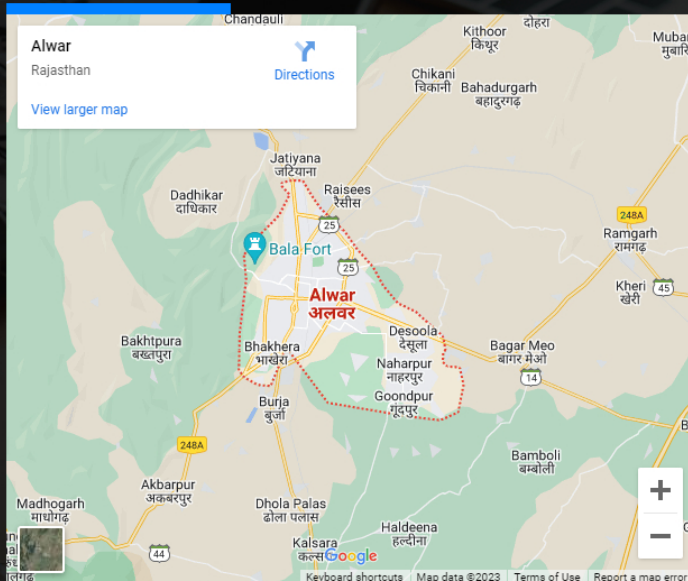 Chandauli
दोहरा
Alwar
Rajasthan
Directions
View larger map
Kithoor
किथूर
Chikani
चिकानी
Bahadurgarh
बहादुरगढ़
Jatiyana
जटियाना
Raisees
रैसीस
Dadhikar
दाधिकार
25
248A
Ramgarh
रामगढ़
Bala Fort
25
Kheri
खेरी
45
Alwar
अलवर
Desoola
देसूला
Bakhtpura
बख्तपुरा
Bhakhera
भाखेरा
Bagar Meo
बागर मेओ
Naharpur
नाहरपुर
14
Goondpur
गूंदपुर
Burja
बुर्जा
248A
Bamboli
बम्बोली
Akbarpur
अकबरपुर
Madhogarh
माधोगढ़
Dhola Palas
ढोला पलास
Haldeena
हल्दीना
44
Kalsara
Google
Keyboard shortcuts
Map data ©2023
Terms of Use
Report a map error